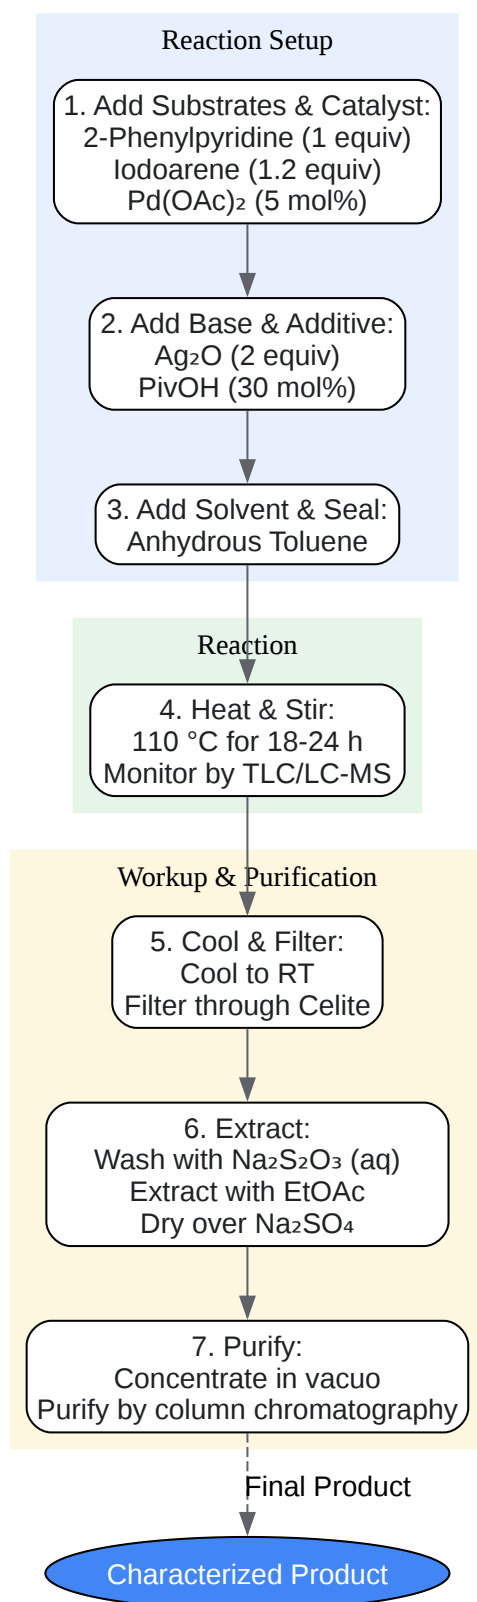 Reaction Setup
1. Add Substrates & Catalyst:
2-Phenylpyridine (1 equiv)
Iodoarene (1.2 equiv)
Pd(OAc)₂ (5 mol%)
2. Add Base & Additive:
Ag₂O (2 equiv)
PivOH (30 mol%)
3. Add Solvent & Seal:
Anhydrous Toluene
Reaction
4. Heat & Stir:
110 °C for 18-24 h
Monitor by TLC/LC-MS
Workup & Purification
5. Cool & Filter:
Cool to RT
Filter through Celite
6. Extract:
Wash with Na₂S₂O₃ (aq)
Extract with EtOAc
Dry over Na₂SO₄
7. Purify:
Concentrate in vacuo
Purify by column chromatography
Final Product
Characterized Product